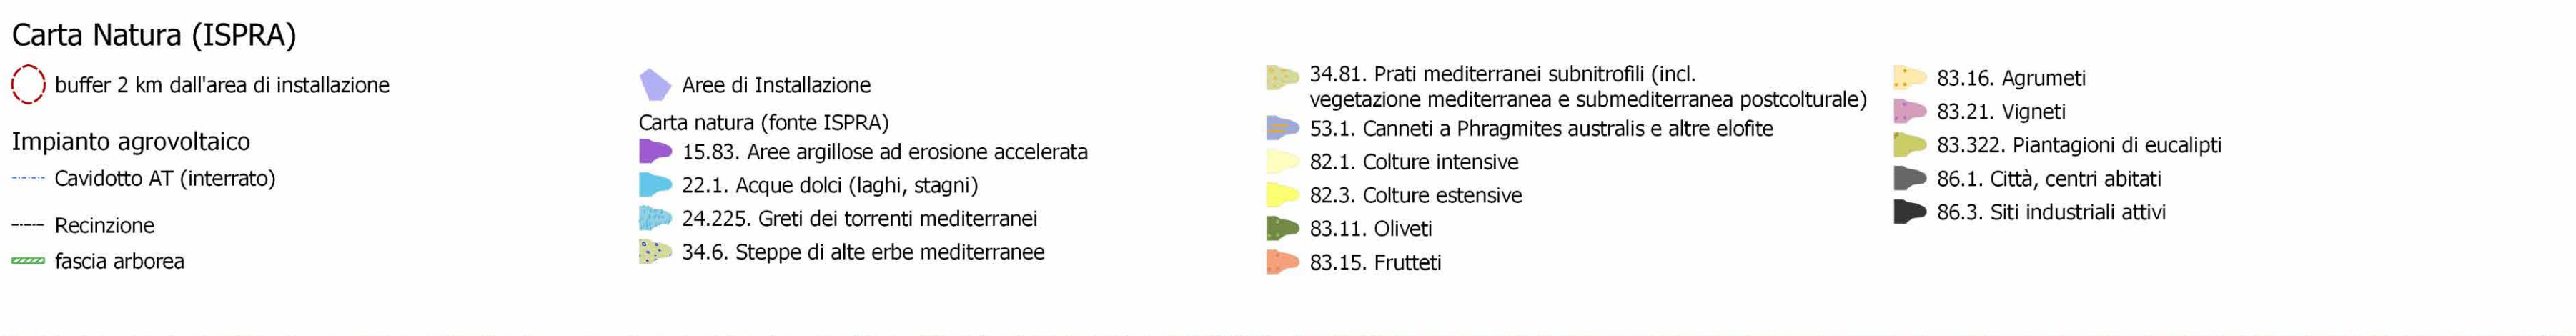 Carta Natura (ISPRA)
buffer 2 km dall'area di installazione
Impianto agrovoltaico
Cavidotto AT (interrato)
Recinzione
fascia arborea
Aree di Installazione
Carta natura (fonte ISPRA)
15.83. Aree argillose ad erosione accelerata
22.1. Acque dolci (laghi, stagni)
24.225. Greti dei torrenti mediterranei
34.6. Steppe di alte erbe mediterranee
34.81. Prati mediterranei subnitrofili (incl.
vegetazione mediterranea e submediterranea postcolturale)
53.1. Canneti a Phragmites australis e altre elofite
82.1. Colture intensive
82.3. Colture estensive
83.11. Oliveti
83.15. Frutteti
83.16. Agrumeti
83.21. Vigneti
83.322. Piantagioni di eucalipti
86.1. Città, centri abitati
86.3. Siti industriali attivi